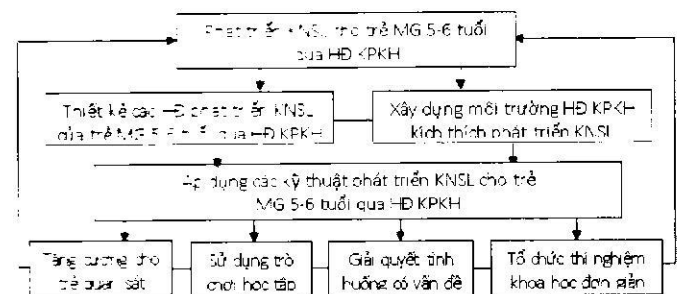 Phát triển KNSL cho trẻ MG 5-6 tuổi
qua HĐ KPKH
Thiết kế các HĐ phát triển KNSL
của trẻ MG 5-6 tuổi qua HĐ KPKH
Xây dựng môi trường HĐ KPKH
kích thích phát triển KNSL
Áp dụng các kỹ thuật phát triển KNSL cho trẻ
MG 5-6 tuổi qua HĐ KPKH
Tăng cường cho
trẻ quan sát
Sử dụng trò
chơi học tập
Giải quyết tình
huống có vấn đề
Tổ chức thí nghiệm
khoa học đơn giản